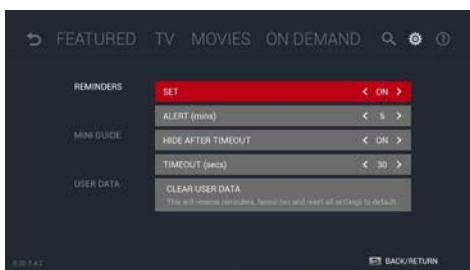 FEATURED TV MOVIES ON DEMAND
REMINDERS
SET ON
ALERT (mins) 5
MINI GUIDE
HIDE AFTER TIMEOUT ON
TIMEOUT (secs) 30
USER DATA
CLEAR USER DATA
This will remove reminders, favourites and reset all settings to default
BACK/RETURN